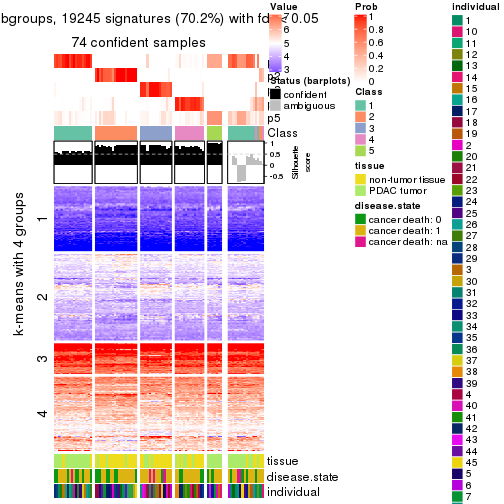 bgroups, 19245 signatures (70.2%) with fd 0.05
74 confident samples
p5
Class
1
0.5
0
-0.5
Silhouette
score
k-means with 4 groups
1
2
3
4
tissue
disease.state
individual
Value
7
6
5
4
3
Status (barplots)
confident
ambiguous
Prob
1
0.8
0.6
0.4
0.2
0
Class
1
2
3
4
5
tissue
non-tumor tissue
PDAC tumor
disease.state
cancer death: 0
cancer death: 1
cancer death: na
individual
1
10
11
12
13
14
15
16
17
18
19
2
20
21
22
23
24
25
26
27
28
29
3
30
31
32
33
34
35
36
37
38
39
4
40
41
42
43
44
45
5
6
7